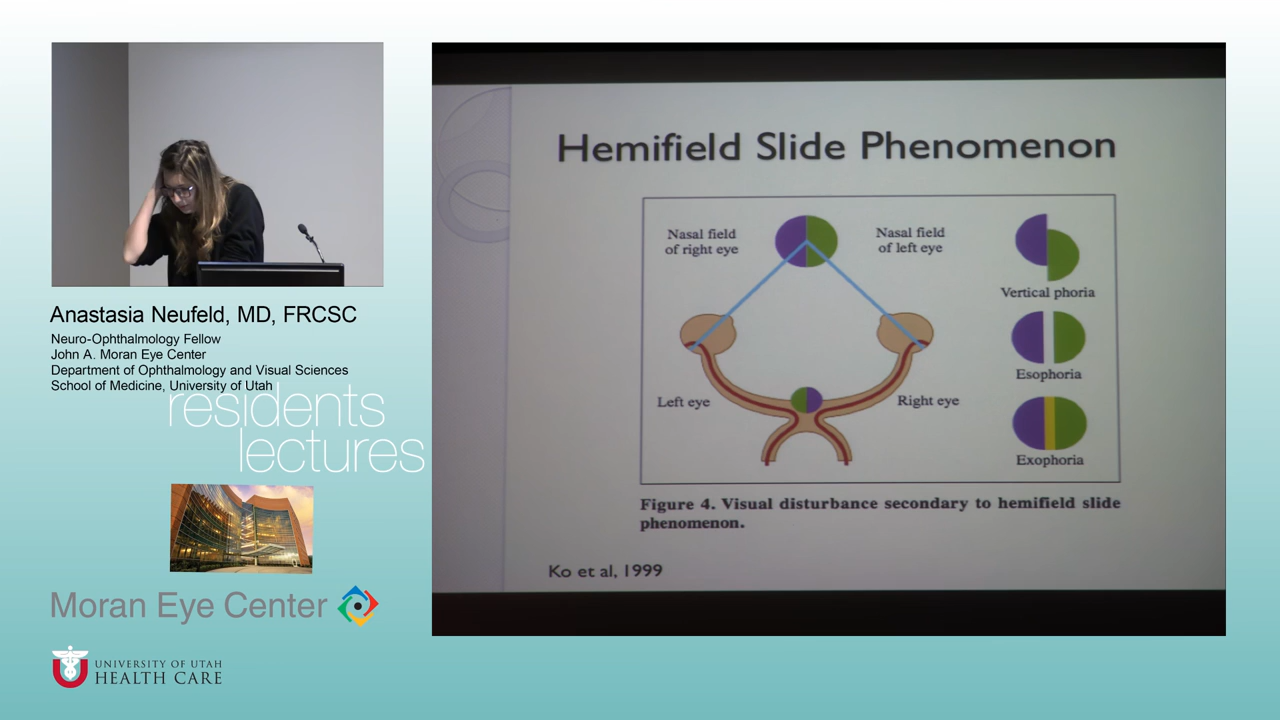 Hemifield Slide Phenomenon
Nasal field
of right eye
Nasal field
of left eye
Vertical phoria
Esophoria
Left eye
Right eye
Exophoria
Figure 4. Visual disturbance secondary to hemifield slide
phenomenon.
Ko et al, 1999
Anastasia Neufeld, MD, FRCSC
Neuro-Ophthalmology Fellow
John A. Moran Eye Center
Department of Ophthalmology and Visual Sciences
School of Medicine, University of Utah
residents
lectures
Moran Eye Center
UNIVERSITY OF UTAH
HEALTH CARE